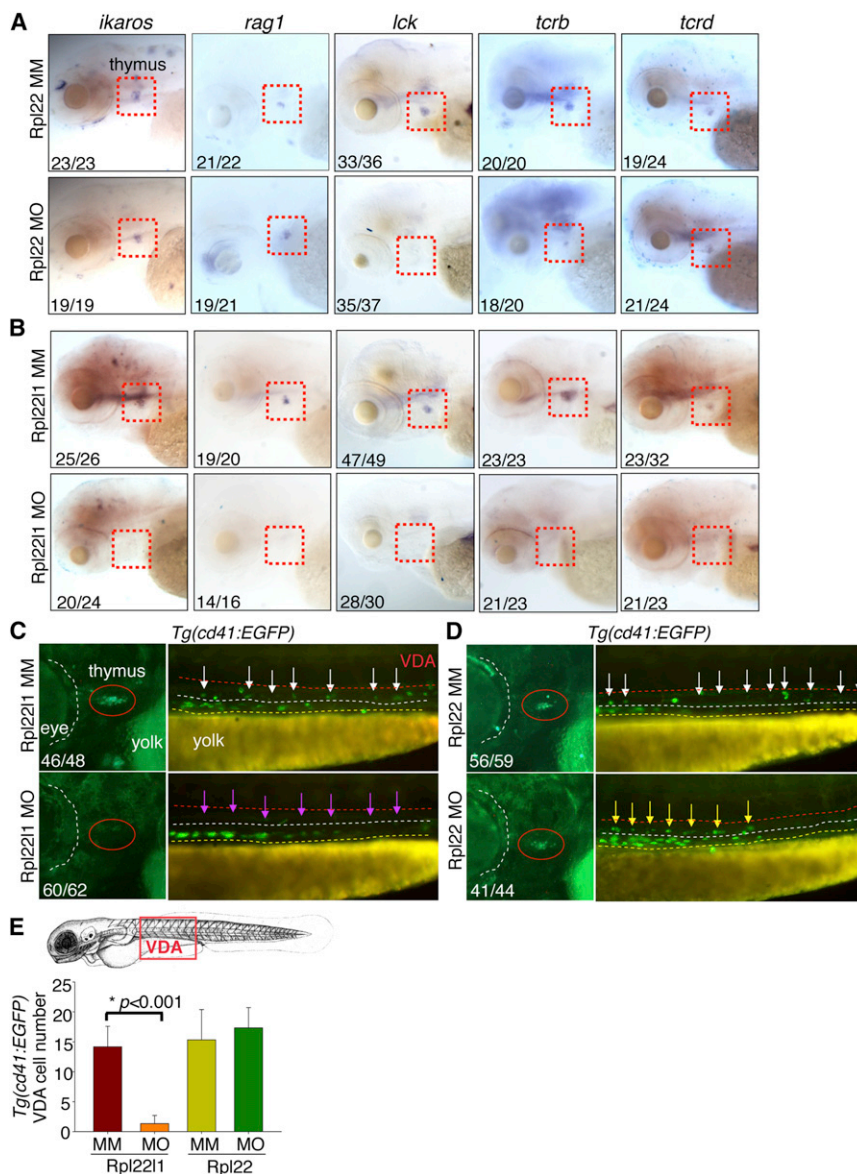 A
ikaros rag1 lck tcrb tcrd
Rpl22 MM
thymus
23/23 21/22 33/36 20/20 19/24
Rpl22 MO
19/19 19/21 35/37 18/20 21/24
B
Rpl22l1 MM
25/26 19/20 47/49 23/23 23/32
Rpl22l1 MO
20/24 14/16 28/30 21/23 21/23
C
Tg(cd41:EGFP)
Rpl22l1 MM
thymus
VDA
eye
yolk
yolk
46/48
Rpl22l1 MO
60/62
D
Tg(cd41:EGFP)
Rpl22 MM
56/59
Rpl22 MO
41/44
E
VDA
Tg(cd41:EGFP)
VDA cell number
25
20
15
10
5
0
* p<0.001
MM MO MM MO
Rpl22l1 Rpl22